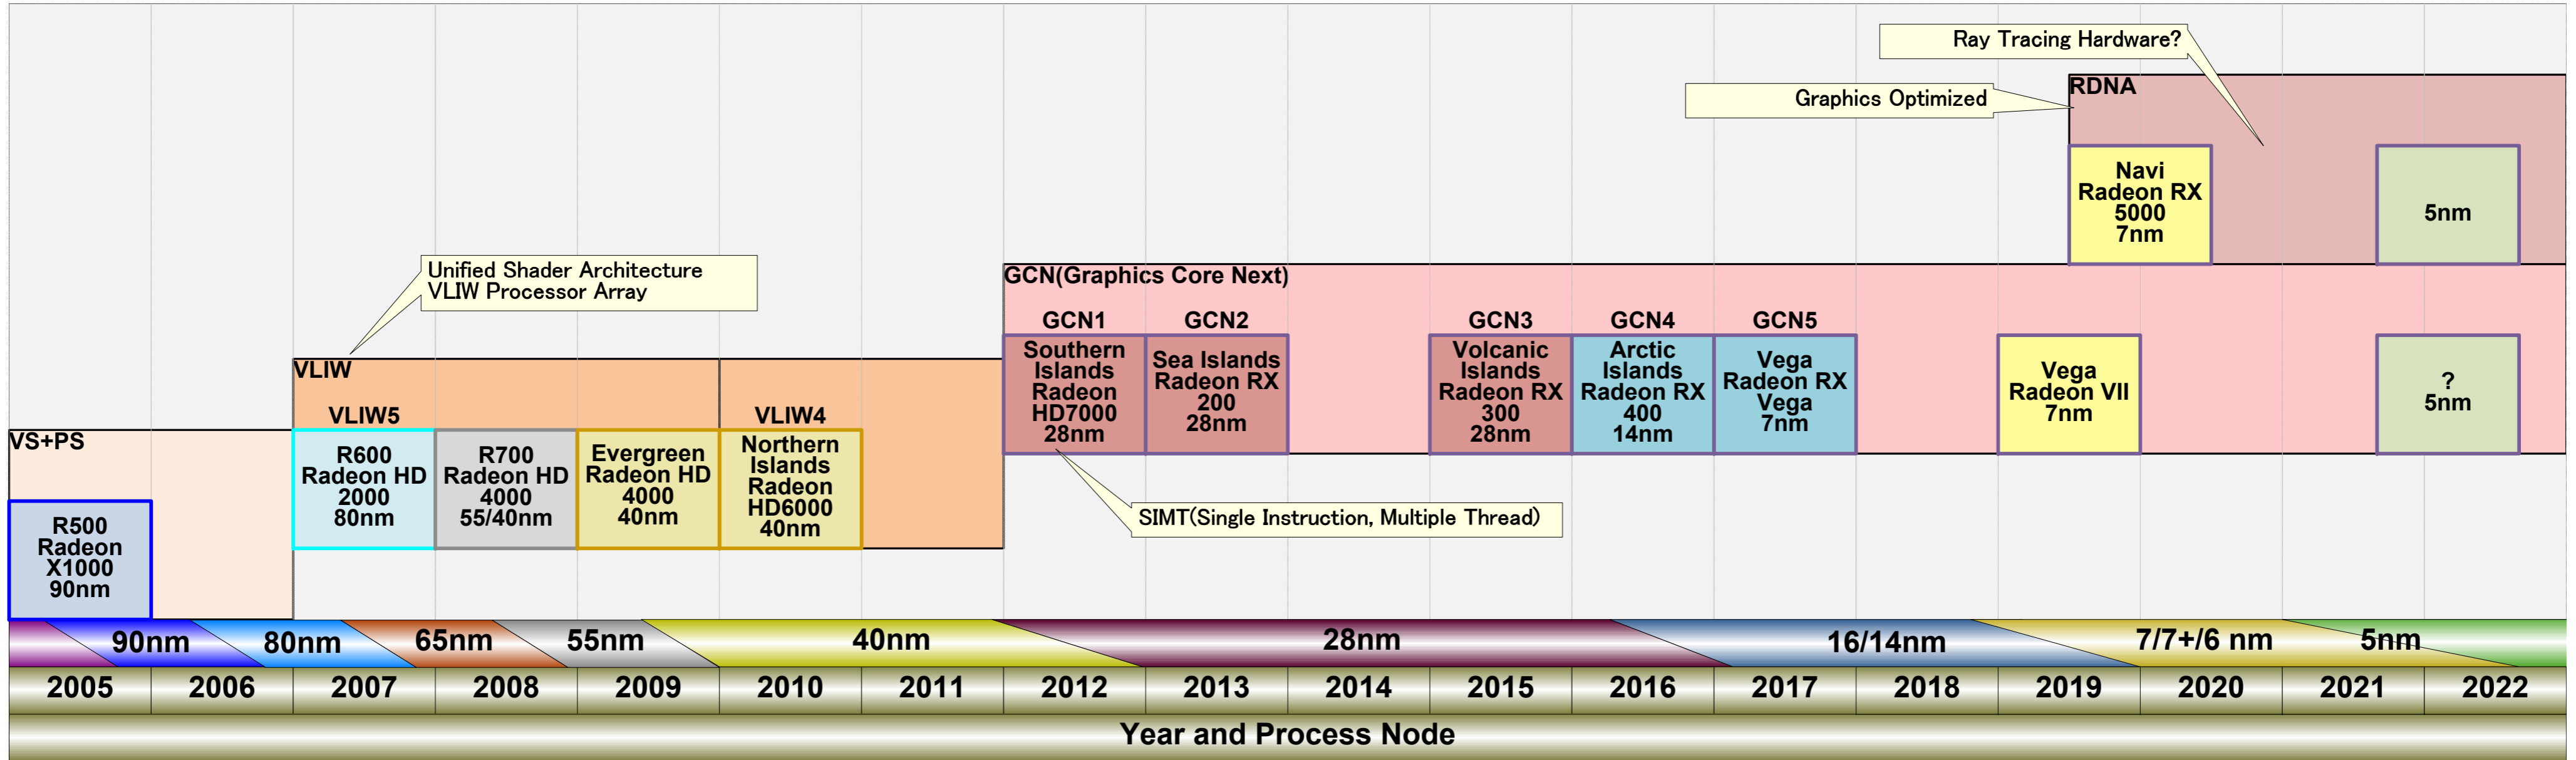 Ray Tracing Hardware?
Graphics Optimized
RDNA
Navi
Radeon RX
5000
7nm
5nm
Unified Shader Architecture
VLIW Processor Array
GCN(Graphics Core Next)
GCN1
GCN2
GCN3
GCN4
GCN5
Southern
Islands
Radeon
HD7000
28nm
Sea Islands
Radeon RX
200
28nm
Volcanic
Islands
Radeon RX
300
28nm
Arctic
Islands
Radeon RX
400
14nm
Vega
Radeon RX
Vega
7nm
Vega
Radeon VII
7nm
?
5nm
VLIW
VLIW5
VLIW4
R600
Radeon HD
2000
80nm
R700
Radeon HD
4000
55/40nm
Evergreen
Radeon HD
4000
40nm
Northern
Islands
Radeon
HD6000
40nm
SIMT(Single Instruction, Multiple Thread)
VS+PS
R500
Radeon
X1000
90nm
90nm
80nm
65nm
55nm
40nm
28nm
16/14nm
7/7+/6 nm
5nm
2005
2006
2007
2008
2009
2010
2011
2012
2013
2014
2015
2016
2017
2018
2019
2020
2021
2022
Year and Process Node